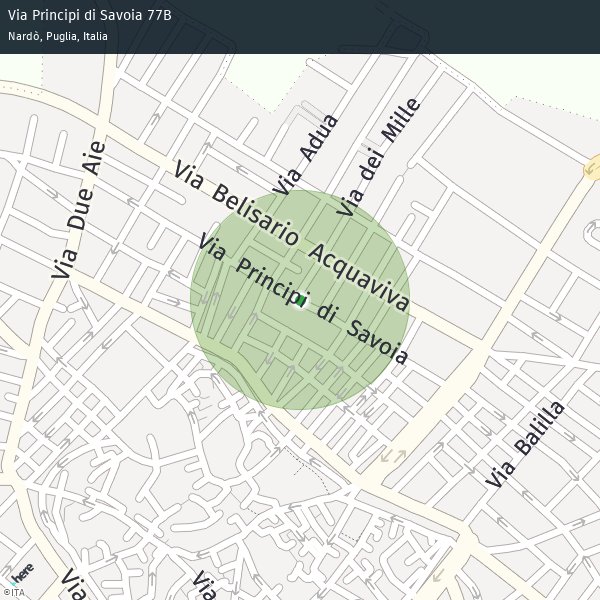 Via Principi di Savoia 77B
Nardò, Puglia, Italia
Via Adua
Via dei Mille
Via Due Aie
Via Belisario Acquaviva
Via Principi di Savoia
Via Balilla
here
Via
Via
©ITA